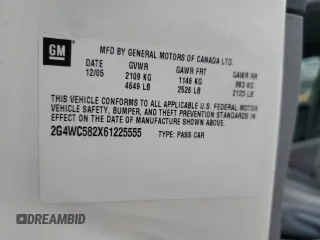 GM
MFD BY GENERAL MOTORS OF CANADA LTD.
DATE GVWR GAWR FRT GAWR RR
12/05 2109 KG 1146 KG 963 KG
4649 LB 2526 LB 2123 LB
THIS VEHICLE CONFORMS TO ALL APPLICABLE U.S. FEDERAL MOTOR
VEHICLE SAFETY, BUMPER, AND THEFT PREVENTION STANDARDS IN
EFFECT ON THE DATE OF MANUFACTURE SHOWN ABOVE.
2G4WC582X61225555 TYPE: PASS CAR
DREAMBID